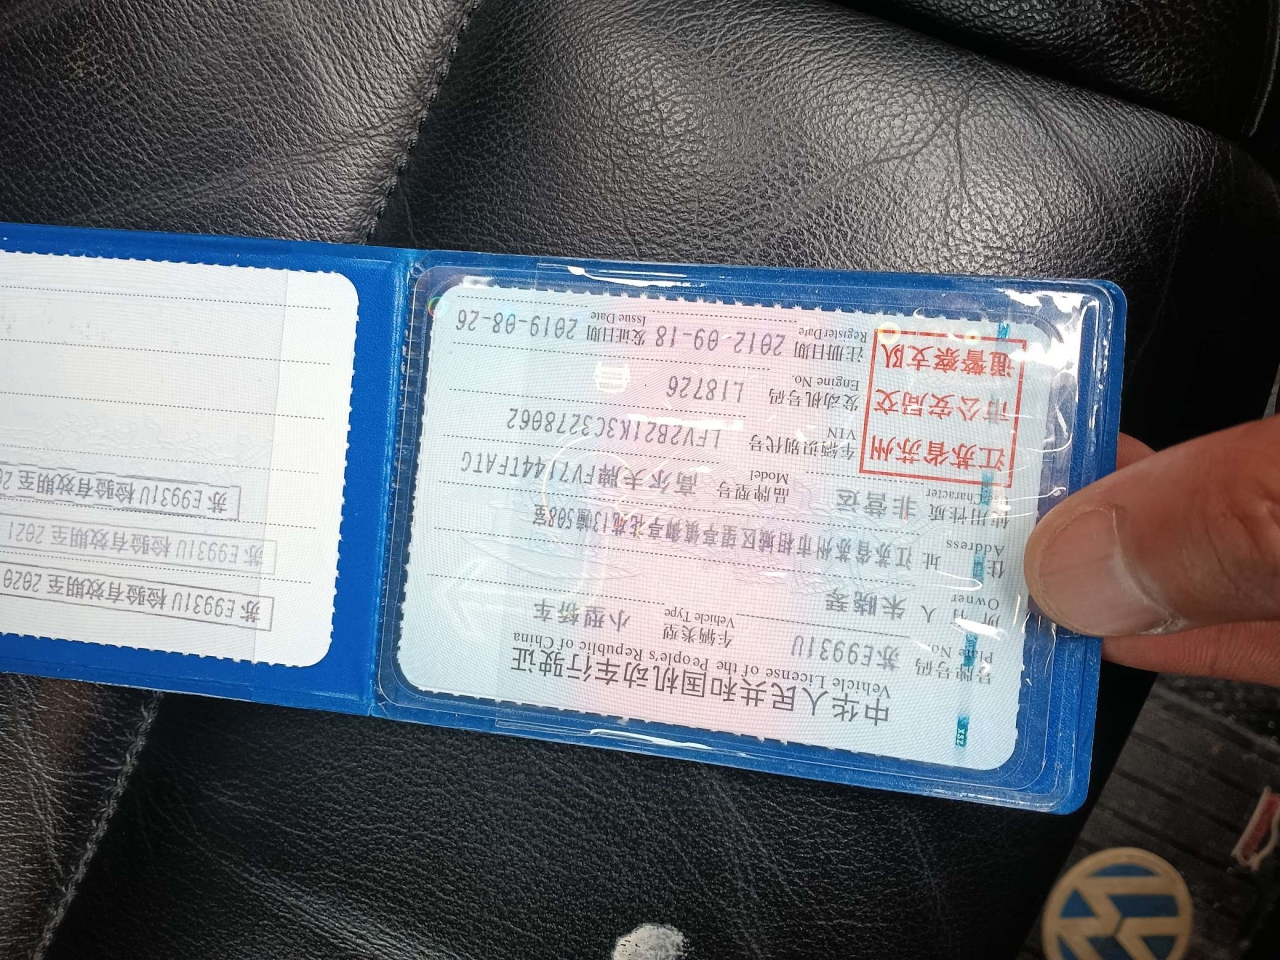 中华人民共和国机动车行驶证
Vehicle License of the People's Republic of China
号牌号码 苏E9931U 车辆类型 小型轿车
Plate No. Vehicle Type
所有人 朱晓琴
Owner
住址 江苏省苏州市相城区望亭镇御亭花苑13幢508室
Address
使用性质 非营运 品牌型号 高尔夫牌FV7144TFATG
Use Character Model
江苏省苏州
市公安局交
通警察支队
车辆识别代号 LFV2B21K3C3278062
VIN
发动机号码 L18726
Engine No.
注册日期 2012-09-18 发证日期 2019-08-26
Register Date Issue Date
苏E9931U 检验有效期至2020
苏E9931U 检验有效期至2021
苏E9931U 检验有效期至20